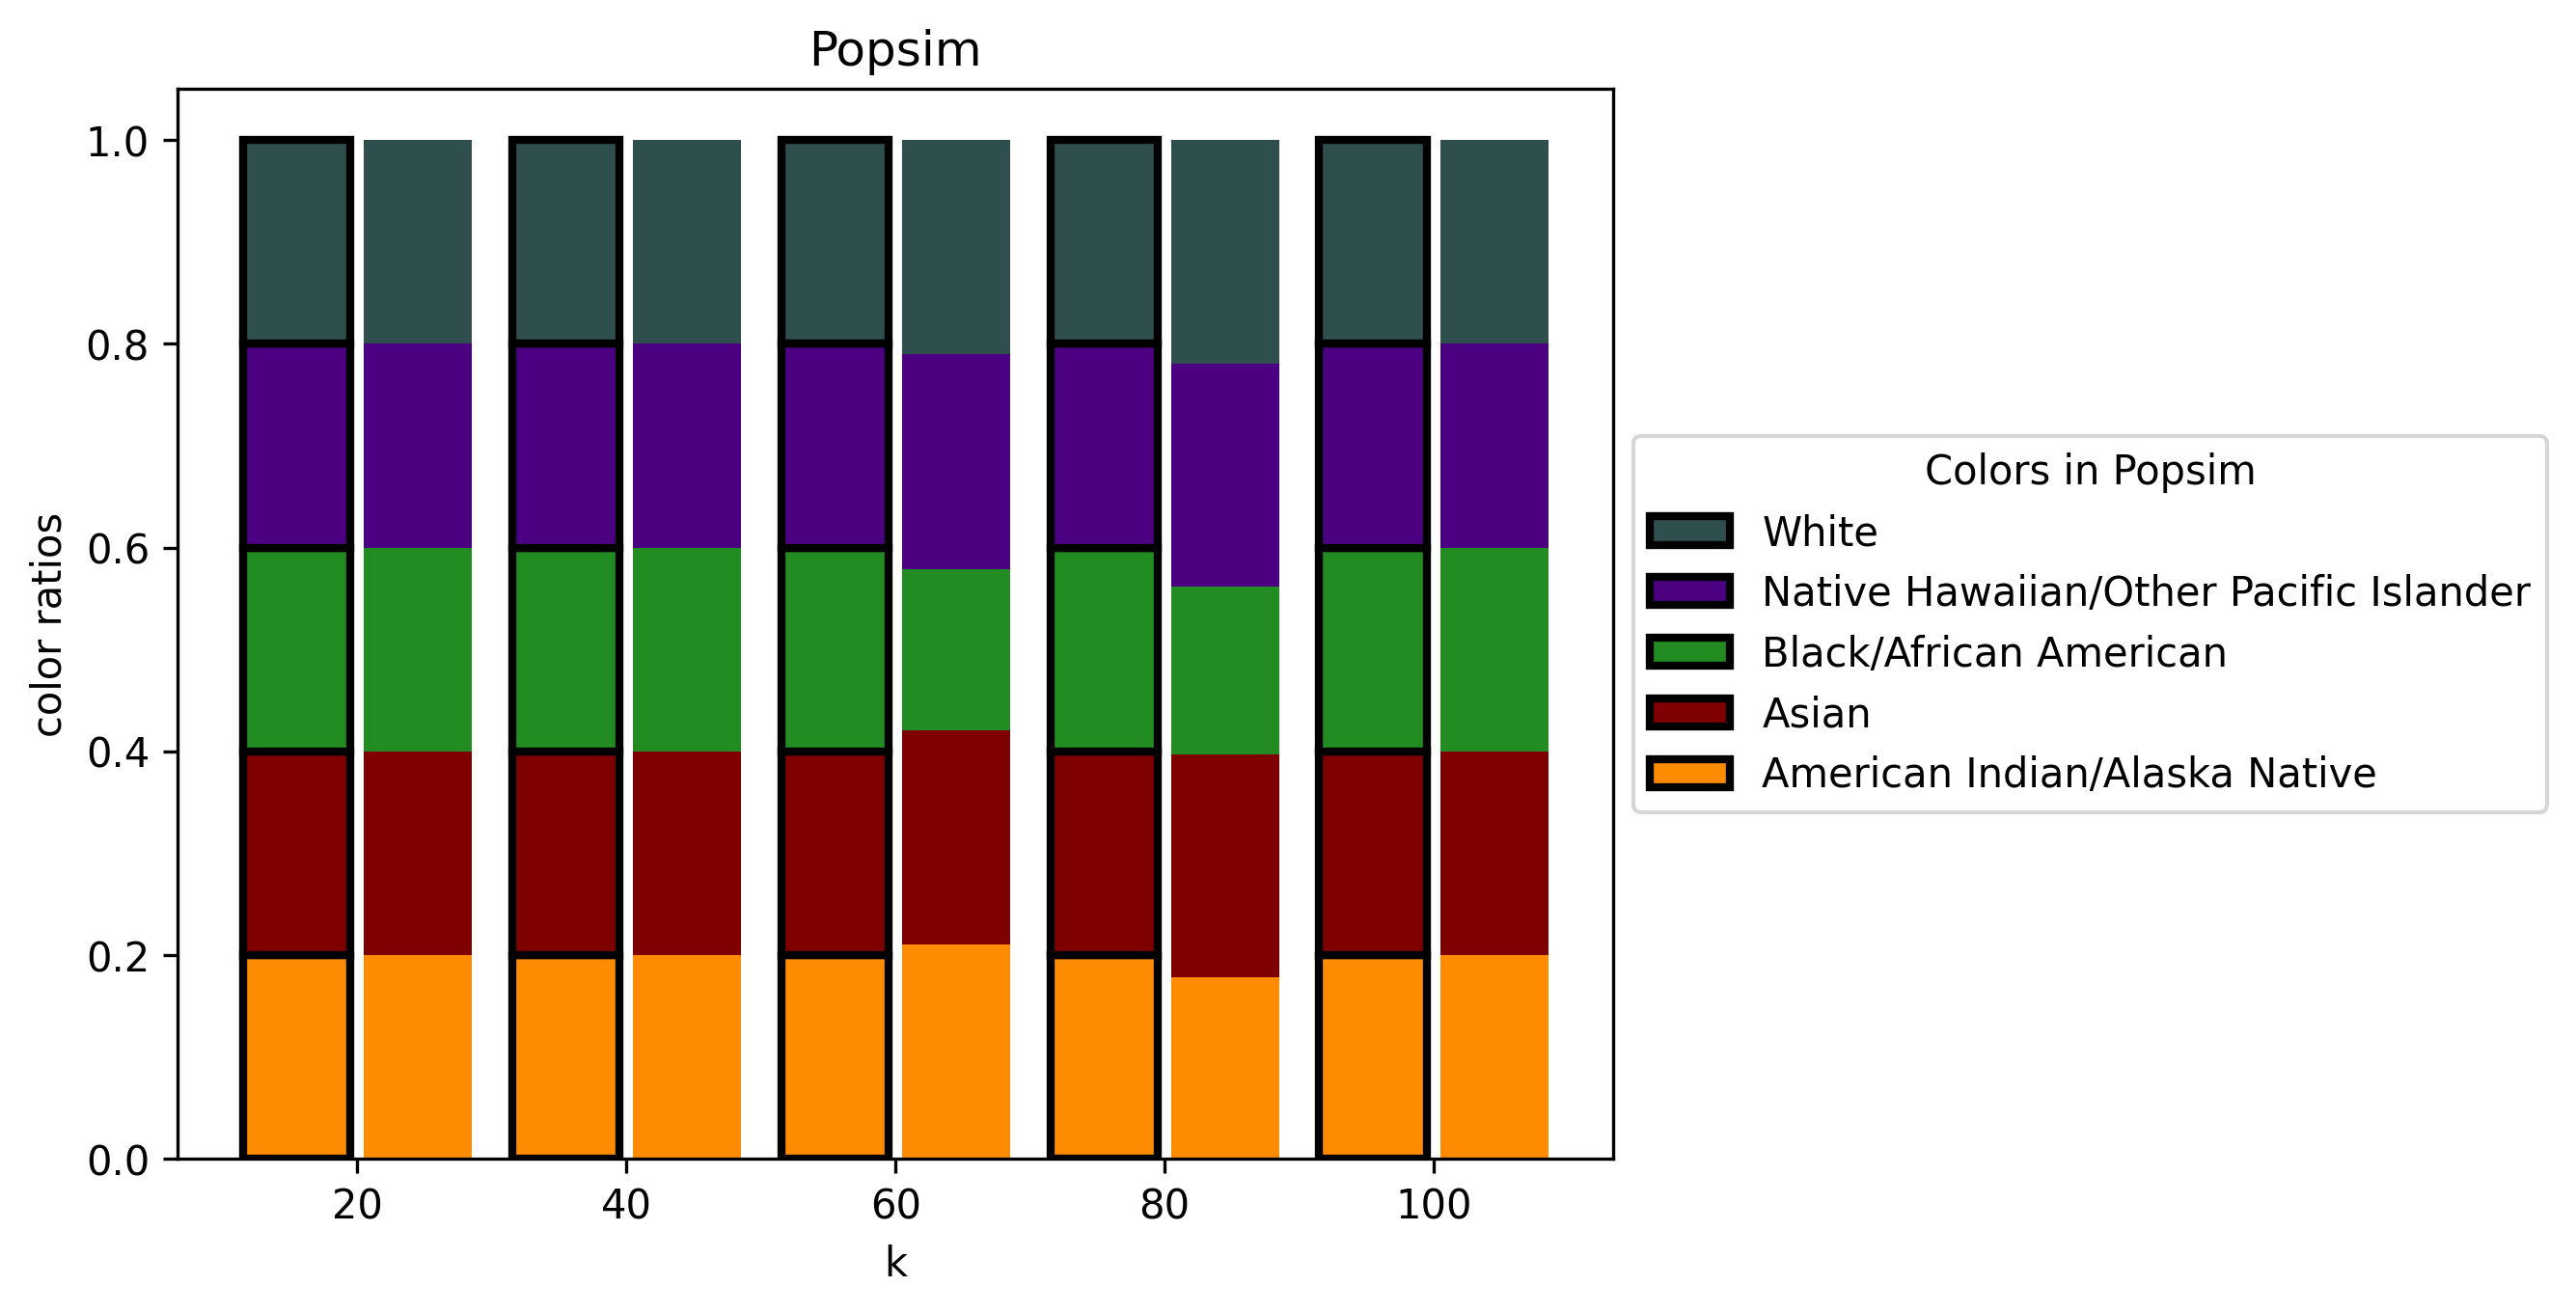 Popsim
1.0
0.8
0.6
0.4
0.2
0.0
color ratios
20 40 60 80 100
k
Colors in Popsim
White
Native Hawaiian/Other Pacific Islander
Black/African American
Asian
American Indian/Alaska Native